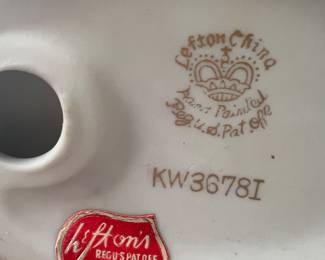 Lefton China
Hand Painted
Reg. U.S. Pat. Off.
KW3678I
Lefton's
REG.U.S.PAT.OFF.